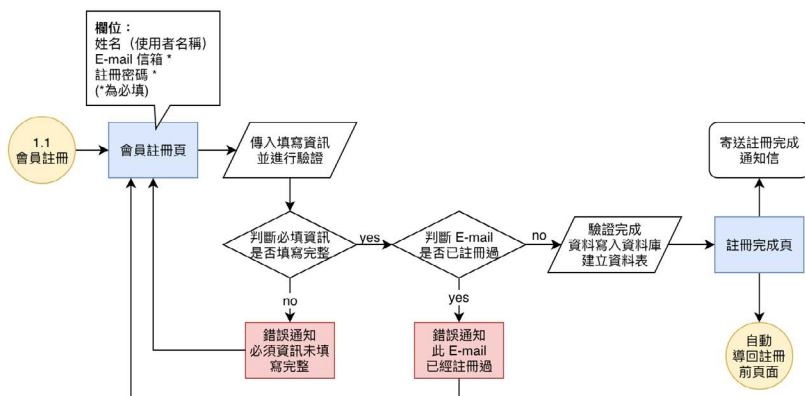 欄位：
姓名（使用者名稱）
E-mail 信箱 *
註冊密碼 *
(*為必填)
1.1
會員註冊
會員註冊頁
傳入填寫資訊
並進行驗證
寄送註冊完成
通知信
判斷必填資訊
是否填寫完整
yes
判斷 E-mail
是否已註冊過
no
驗證完成
資料寫入資料庫
建立資料表
註冊完成頁
no
yes
錯誤通知
必須資訊未填
寫完整
錯誤通知
此 E-mail
已經註冊過
自動
導回註冊
前頁面